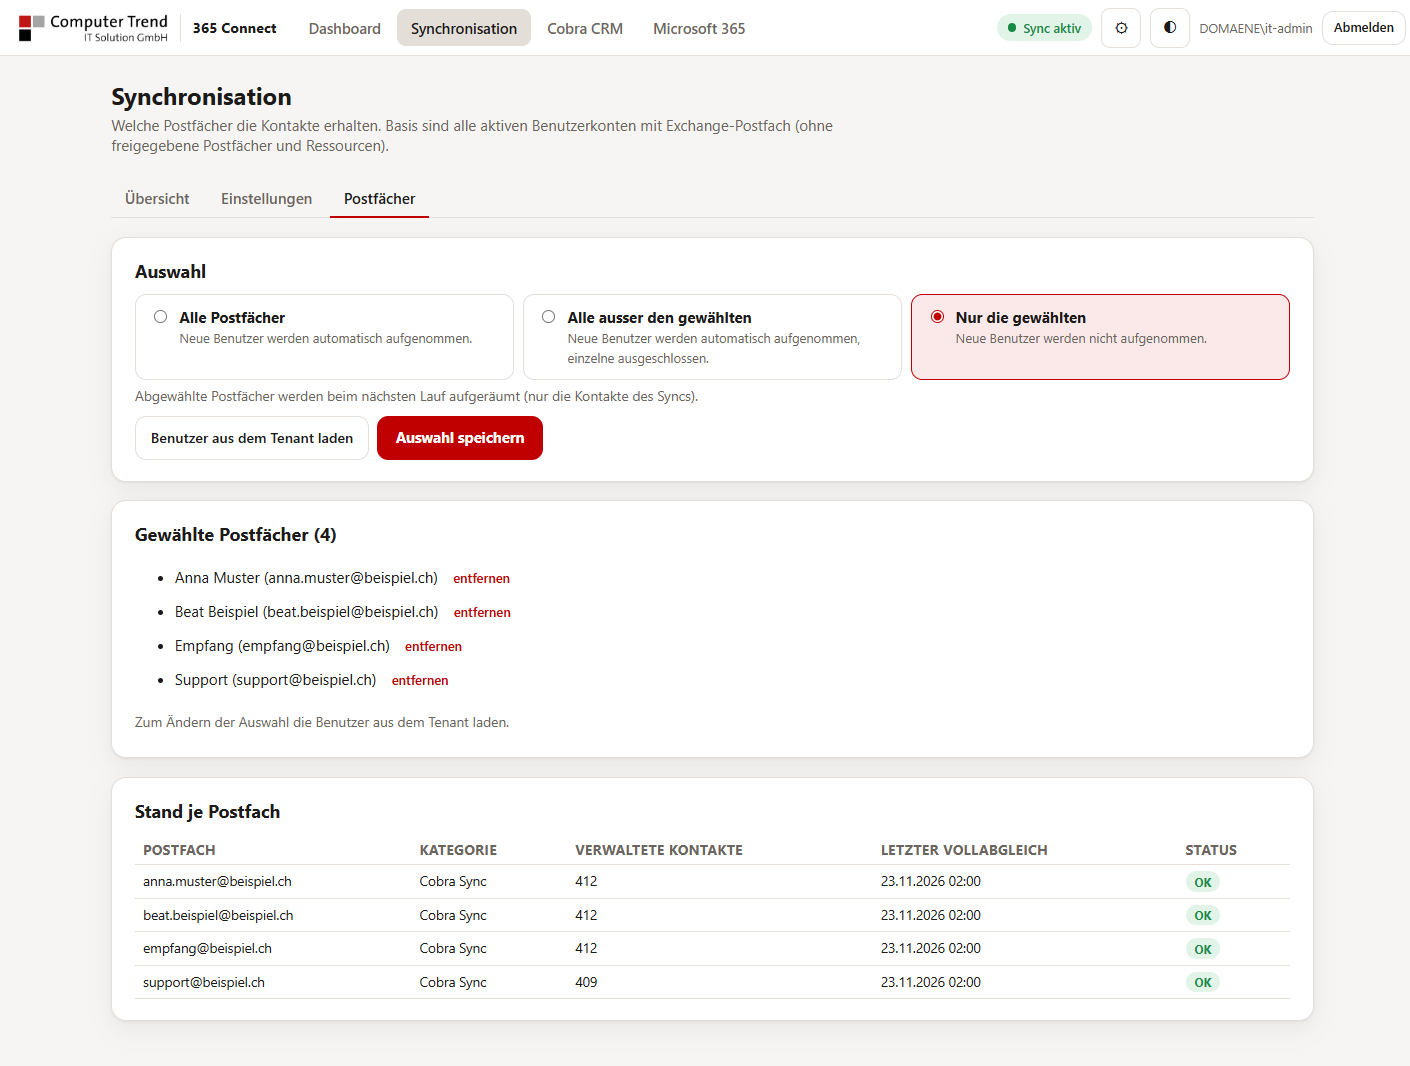 Computer Trend
IT Solution GmbH
365 Connect
Dashboard
Synchronisation
Cobra CRM
Microsoft 365
Sync aktiv
DOMAENE\it-admin
Abmelden
Synchronisation
Welche Postfächer die Kontakte erhalten. Basis sind alle aktiven Benutzerkonten mit Exchange-Postfach (ohne
freigegebene Postfächer und Ressourcen).
Übersicht
Einstellungen
Postfächer
Auswahl
Alle Postfächer
Neue Benutzer werden automatisch aufgenommen.
Alle ausser den gewählten
Neue Benutzer werden automatisch aufgenommen,
einzelne ausgeschlossen.
Nur die gewählten
Neue Benutzer werden nicht aufgenommen.
Abgewählte Postfächer werden beim nächsten Lauf aufgeräumt (nur die Kontakte des Syncs).
Benutzer aus dem Tenant laden
Auswahl speichern
Gewählte Postfächer (4)
Anna Muster (anna.muster@beispiel.ch) entfernen
Beat Beispiel (beat.beispiel@beispiel.ch) entfernen
Empfang (empfang@beispiel.ch) entfernen
Support (support@beispiel.ch) entfernen
Zum Ändern der Auswahl die Benutzer aus dem Tenant laden.
Stand je Postfach
POSTFACH KATEGORIE VERWALTETE KONTAKTE LETZTER VOLLABGLEICH STATUS
anna.muster@beispiel.ch Cobra Sync 412 23.11.2026 02:00 OK
beat.beispiel@beispiel.ch Cobra Sync 412 23.11.2026 02:00 OK
empfang@beispiel.ch Cobra Sync 412 23.11.2026 02:00 OK
support@beispiel.ch Cobra Sync 409 23.11.2026 02:00 OK